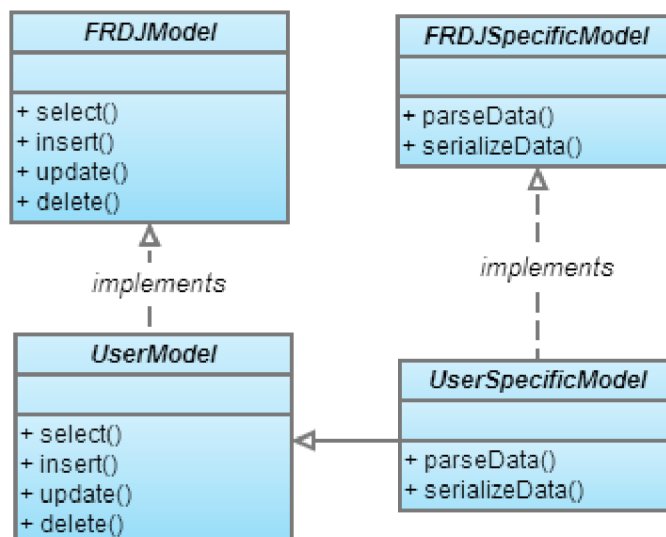 FRDJModel
+ select()
+ insert()
+ update()
+ delete()
FRDJSpecificModel
+ parseData()
+ serializeData()
implements
implements
UserModel
+ select()
+ insert()
+ update()
+ delete()
UserSpecificModel
+ parseData()
+ serializeData()